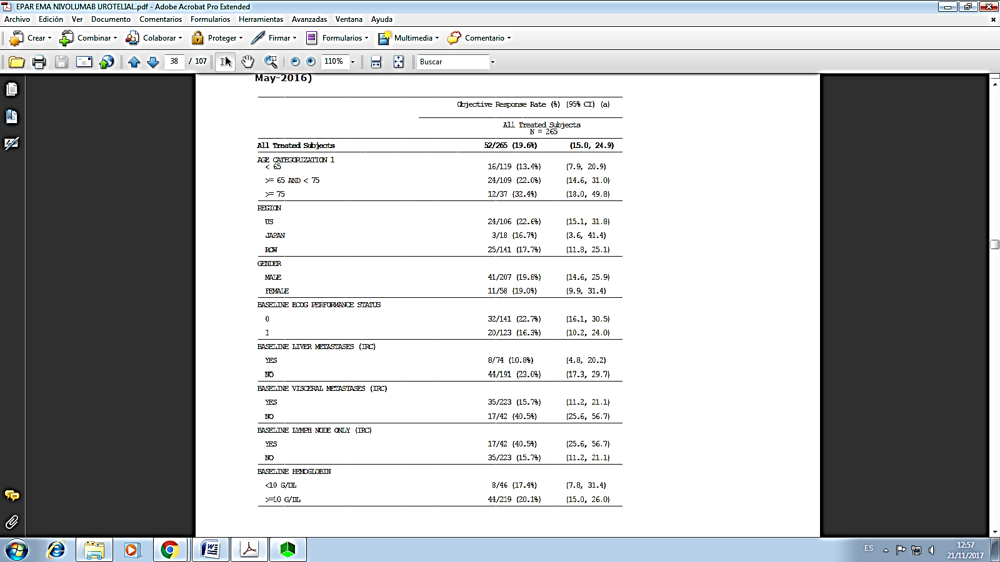 EPAR EMA NIVOLUMAB UROTELIAL.pdf - Adobe Acrobat Pro Extended
Archivo Edición Ver Documento Comentarios Formularios Herramientas Avanzadas Ventana Ayuda
Crear Combinar Colaborar Proteger Firmar Formularios Multimedia Comentario
38 / 107 110% Buscar
May-2016)
Objective Response Rate (%) (95% CI) (a)
All Treated Subjects
N = 265
All Treated Subjects 52/265 (19.6%) (15.0, 24.9)
AGE CATEGORIZATION 1
< 65 16/119 (13.4%) (7.9, 20.9)
>= 65 AND < 75 24/109 (22.0%) (14.6, 31.0)
>= 75 12/37 (32.4%) (18.0, 49.8)
REGION
US 24/106 (22.6%) (15.1, 31.8)
JAPAN 3/18 (16.7%) (3.6, 41.4)
ROW 25/141 (17.7%) (11.8, 25.1)
GENDER
MALE 41/207 (19.8%) (14.6, 25.9)
FEMALE 11/58 (19.0%) (9.9, 31.4)
BASELINE ECOG PERFORMANCE STATUS
0 32/141 (22.7%) (16.1, 30.5)
1 20/123 (16.3%) (10.2, 24.0)
BASELINE LIVER METASTASES (IRC)
YES 8/74 (10.8%) (4.8, 20.2)
NO 44/191 (23.0%) (17.3, 29.7)
BASELINE VISCERAL METASTASES (IRC)
YES 35/223 (15.7%) (11.2, 21.1)
NO 17/42 (40.5%) (25.6, 56.7)
BASELINE LYMPH NODE ONLY (IRC)
YES 17/42 (40.5%) (25.6, 56.7)
NO 35/223 (15.7%) (11.2, 21.1)
BASELINE HEMOGLOBIN
<10 G/DL 8/46 (17.4%) (7.8, 31.4)
>=10 G/DL 44/219 (20.1%) (15.0, 26.0)
ES
12:57
21/11/2017